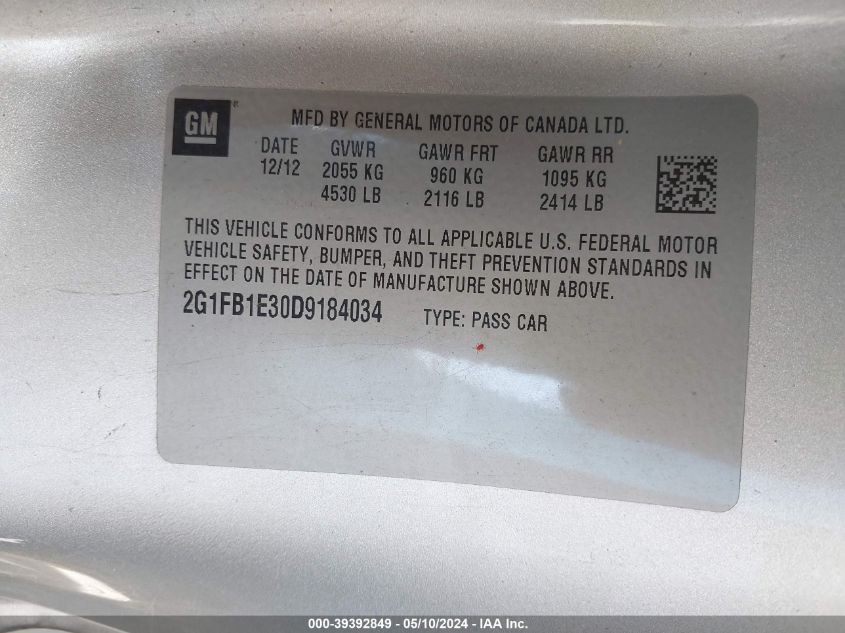 GM
MFD BY GENERAL MOTORS OF CANADA LTD.
DATE GVWR GAWR FRT GAWR RR
12/12 2055 KG 960 KG 1095 KG
4530 LB 2116 LB 2414 LB
THIS VEHICLE CONFORMS TO ALL APPLICABLE U.S. FEDERAL MOTOR
VEHICLE SAFETY, BUMPER, AND THEFT PREVENTION STANDARDS IN
EFFECT ON THE DATE OF MANUFACTURE SHOWN ABOVE.
2G1FB1E30D9184034 TYPE: PASS CAR
000-39392849 - 05/10/2024 - IAA Inc.